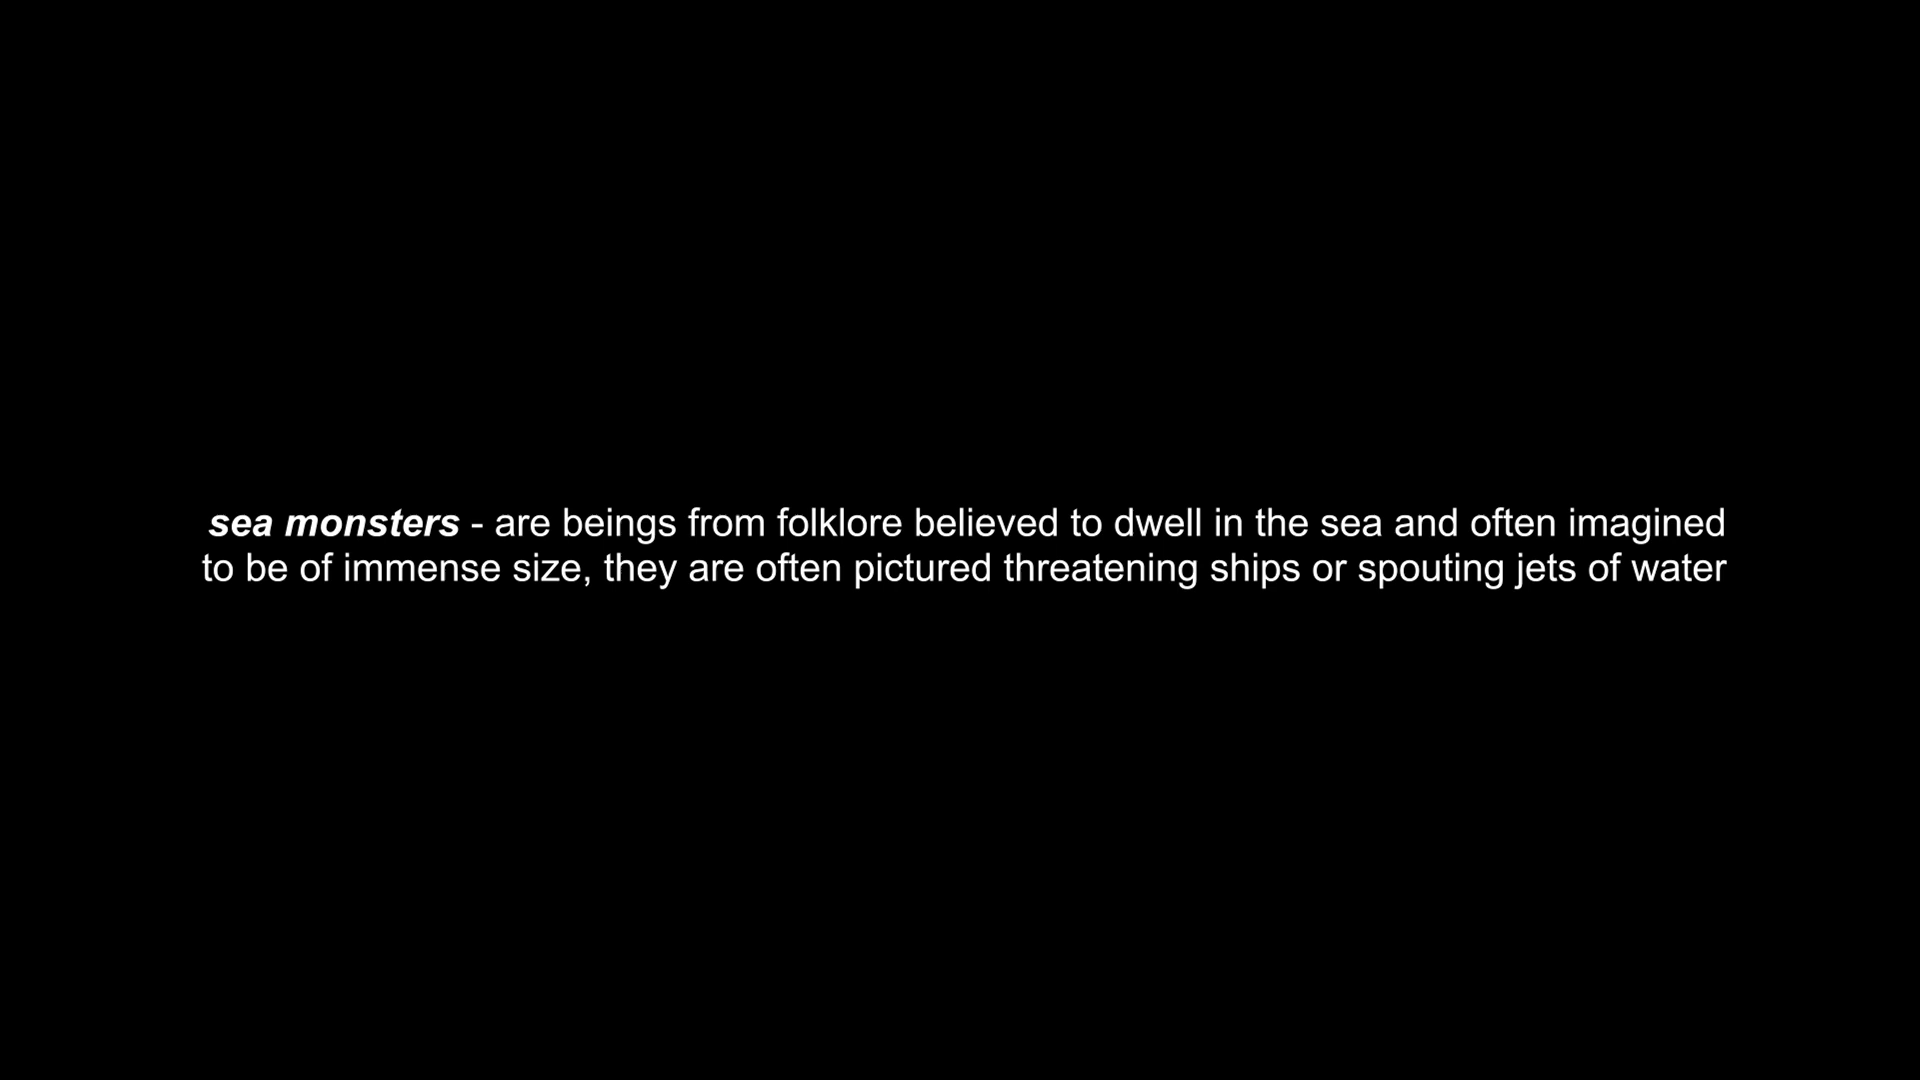 sea monsters - are beings from folklore believed to dwell in the sea and often imagined
to be of immense size, they are often pictured threatening ships or spouting jets of water